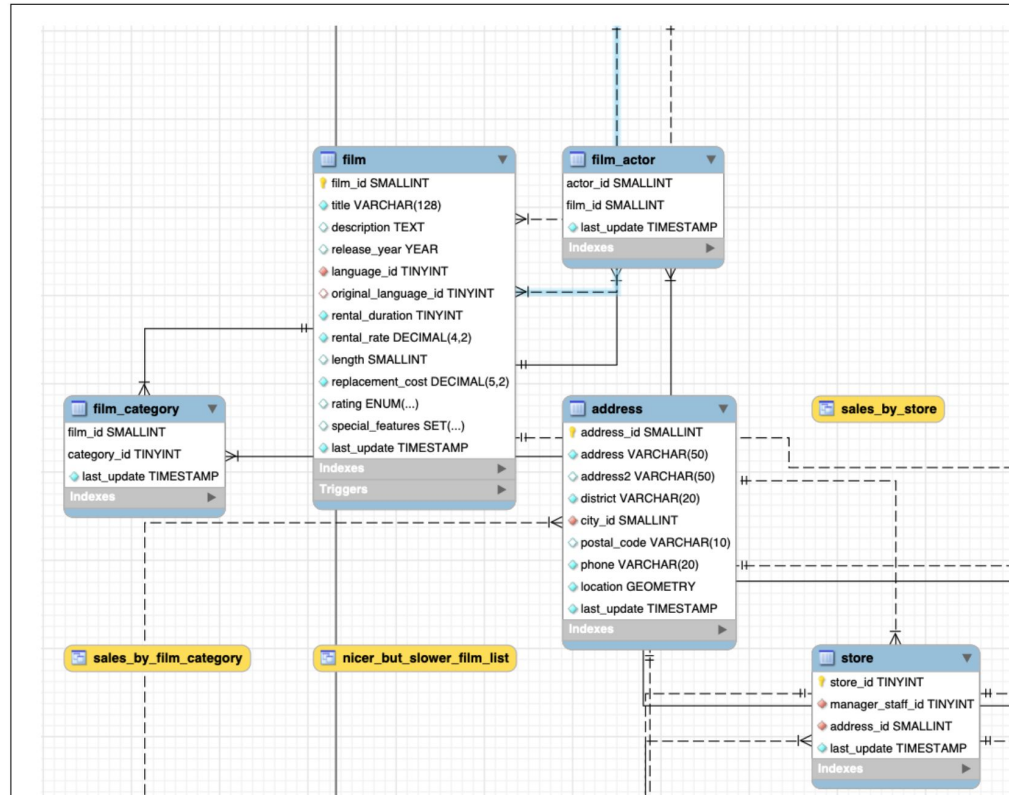 film
film_id SMALLINT
title VARCHAR(128)
description TEXT
release_year YEAR
language_id TINYINT
original_language_id TINYINT
rental_duration TINYINT
rental_rate DECIMAL(4,2)
length SMALLINT
replacement_cost DECIMAL(5,2)
rating ENUM(...)
special_features SET(...)
last_update TIMESTAMP
Indexes
Triggers
film_actor
actor_id SMALLINT
film_id SMALLINT
last_update TIMESTAMP
Indexes
film_category
film_id SMALLINT
category_id TINYINT
last_update TIMESTAMP
Indexes
address
address_id SMALLINT
address VARCHAR(50)
address2 VARCHAR(50)
district VARCHAR(20)
city_id SMALLINT
postal_code VARCHAR(10)
phone VARCHAR(20)
location GEOMETRY
last_update TIMESTAMP
Indexes
sales_by_store
sales_by_film_category
nicer_but_slower_film_list
store
store_id TINYINT
manager_staff_id TINYINT
address_id SMALLINT
last_update TIMESTAMP
Indexes